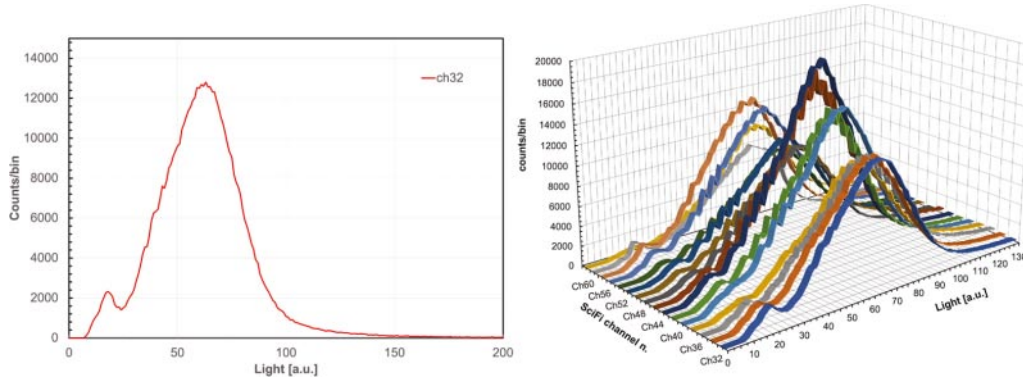 14000
12000
10000
8000
6000
4000
2000
0
Counts/bin
0 50 100 150 200
Light [a.u.]
ch32
20000
18000
16000
14000
12000
10000
8000
6000
4000
2000
0
counts/bin
Ch60
Ch56
Ch52
Ch48
Ch44
Ch40
Ch36
Ch32
SciFi channel n.
0 10 20 30 40 50 60 70 80 90 100 110 120 130
Light [a.u.]